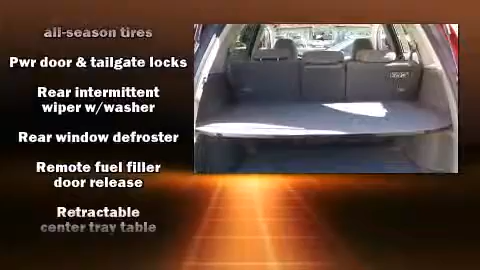 all-season tires
Pwr door & tailgate locks
Rear intermittent
wiper w/washer
Rear window defroster
Remote fuel filler
door release
Retractable
center tray table